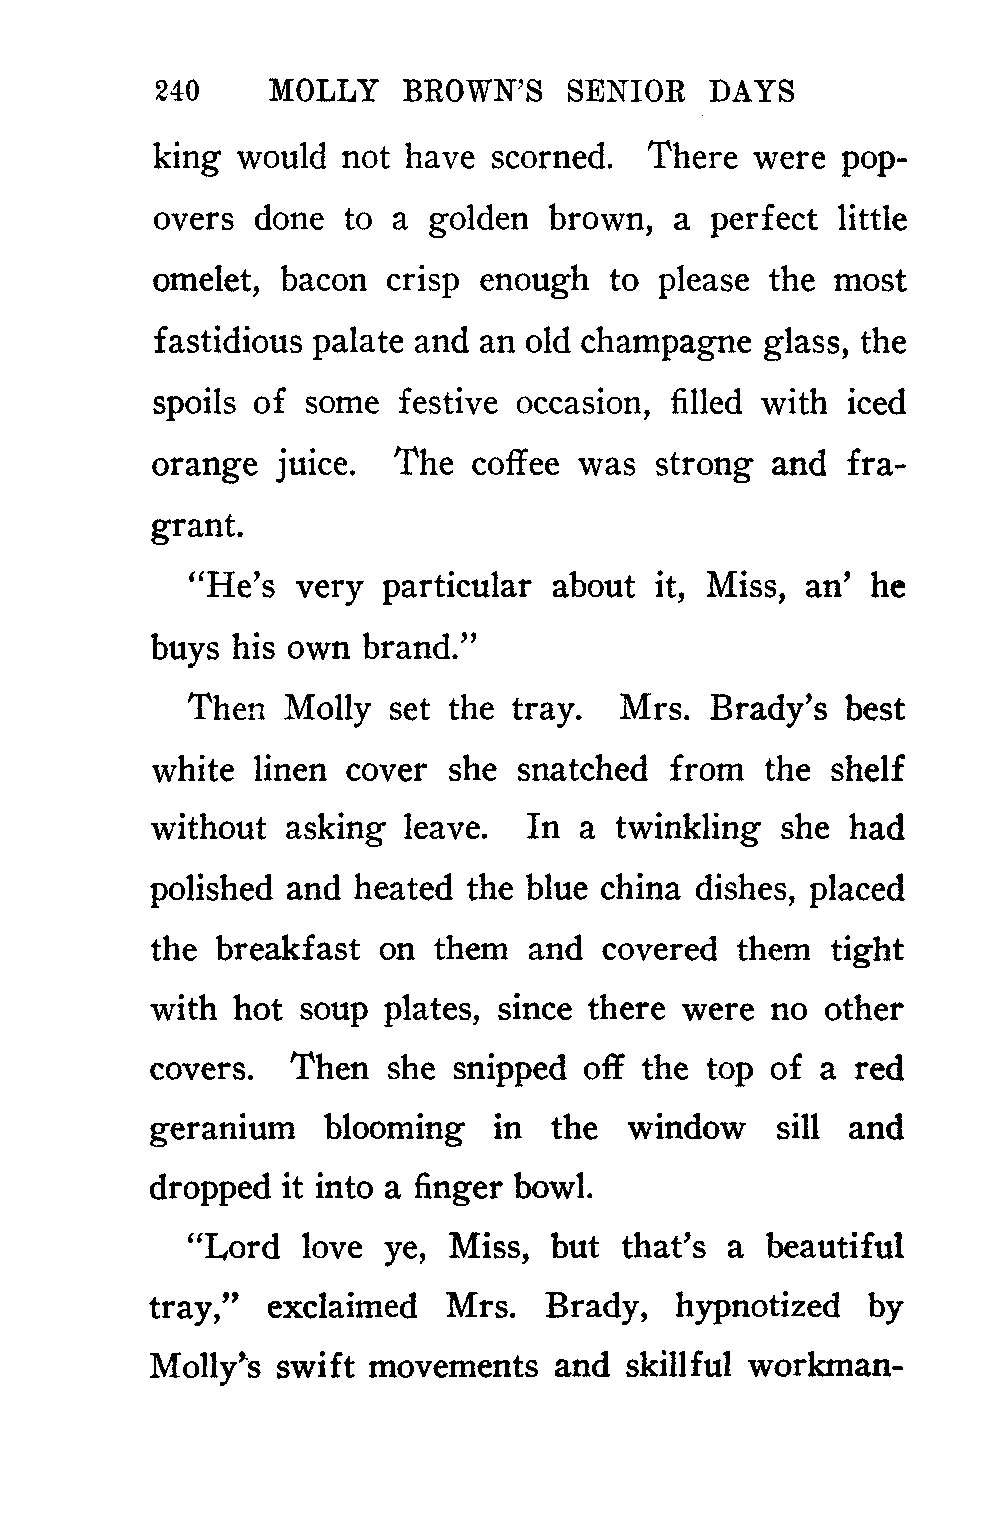 240 MOLLY BROWN'S SENIOR DAYS
king would not have scorned. There were pop-
overs done to a golden brown, a perfect little
omelet, bacon crisp enough to please the most
fastidious palate and an old champagne glass, the
spoils of some festive occasion, filled with iced
orange juice. The coffee was strong and fra-
grant.
"He's very particular about it, Miss, an' he
buys his own brand."
Then Molly set the tray. Mrs. Brady's best
white linen cover she snatched from the shelf
without asking leave. In a twinkling she had
polished and heated the blue china dishes, placed
the breakfast on them and covered them tight
with hot soup plates, since there were no other
covers. Then she snipped off the top of a red
geranium blooming in the window sill and
dropped it into a finger bowl.
"Lord love ye, Miss, but that's a beautiful
tray," exclaimed Mrs. Brady, hypnotized by
Molly's swift movements and skillful workman-